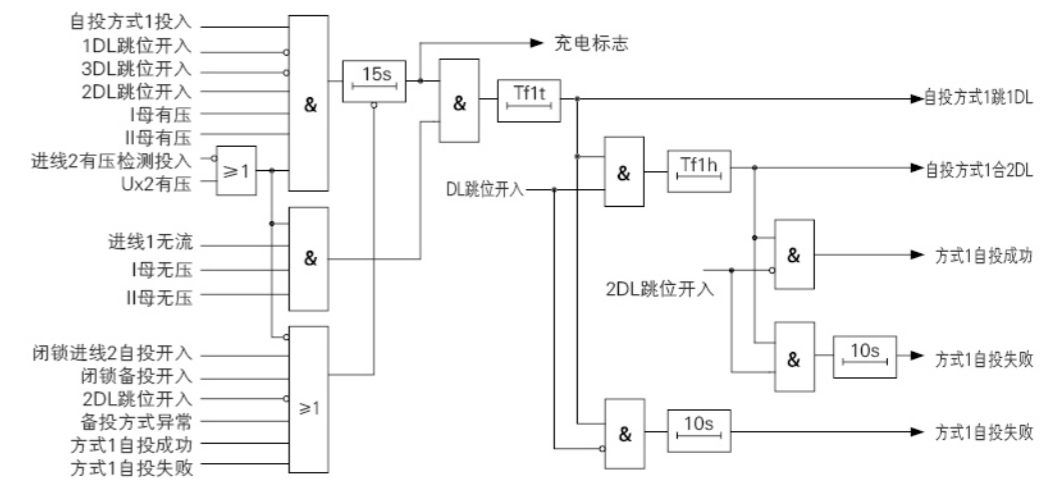 自投方式1投入
1DL跳位开入
3DL跳位开入
2DL跳位开入
I母有压
II母有压
进线2有压检测投入
Ux2有压
≥1
&
15s
充电标志
&
Tf1t
自投方式1跳1DL
DL跳位开入
&
Tf1h
自投方式1合2DL
进线1无流
I母无压
II母无压
&
2DL跳位开入
&
方式1自投成功
&
10s
方式1自投失败
闭锁进线2自投开入
闭锁备投开入
2DL跳位开入
备投方式异常
方式1自投成功
方式1自投失败
≥1
&
10s
方式1自投失败